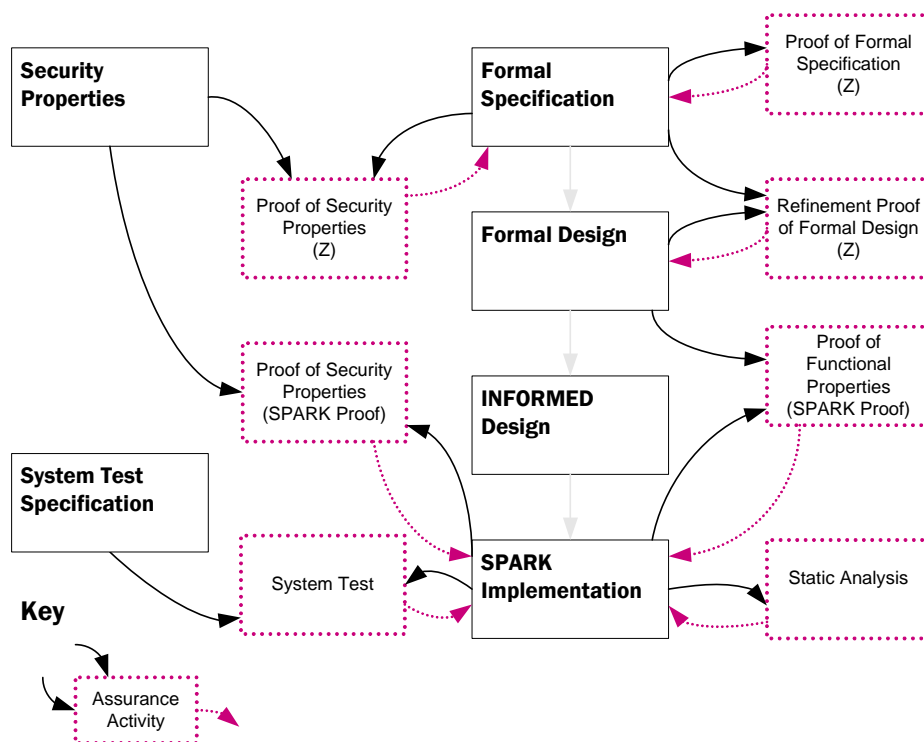 Security
Properties
Formal
Specification
Proof of Formal
Specification
(Z)
Proof of Security
Properties
(Z)
Formal Design
Refinement Proof
of Formal Design
(Z)
Proof of Security
Properties
(SPARK Proof)
INFORMED
Design
Proof of
Functional
Properties
(SPARK Proof)
System Test
Specification
System Test
SPARK
Implementation
Static Analysis
Key
Assurance
Activity